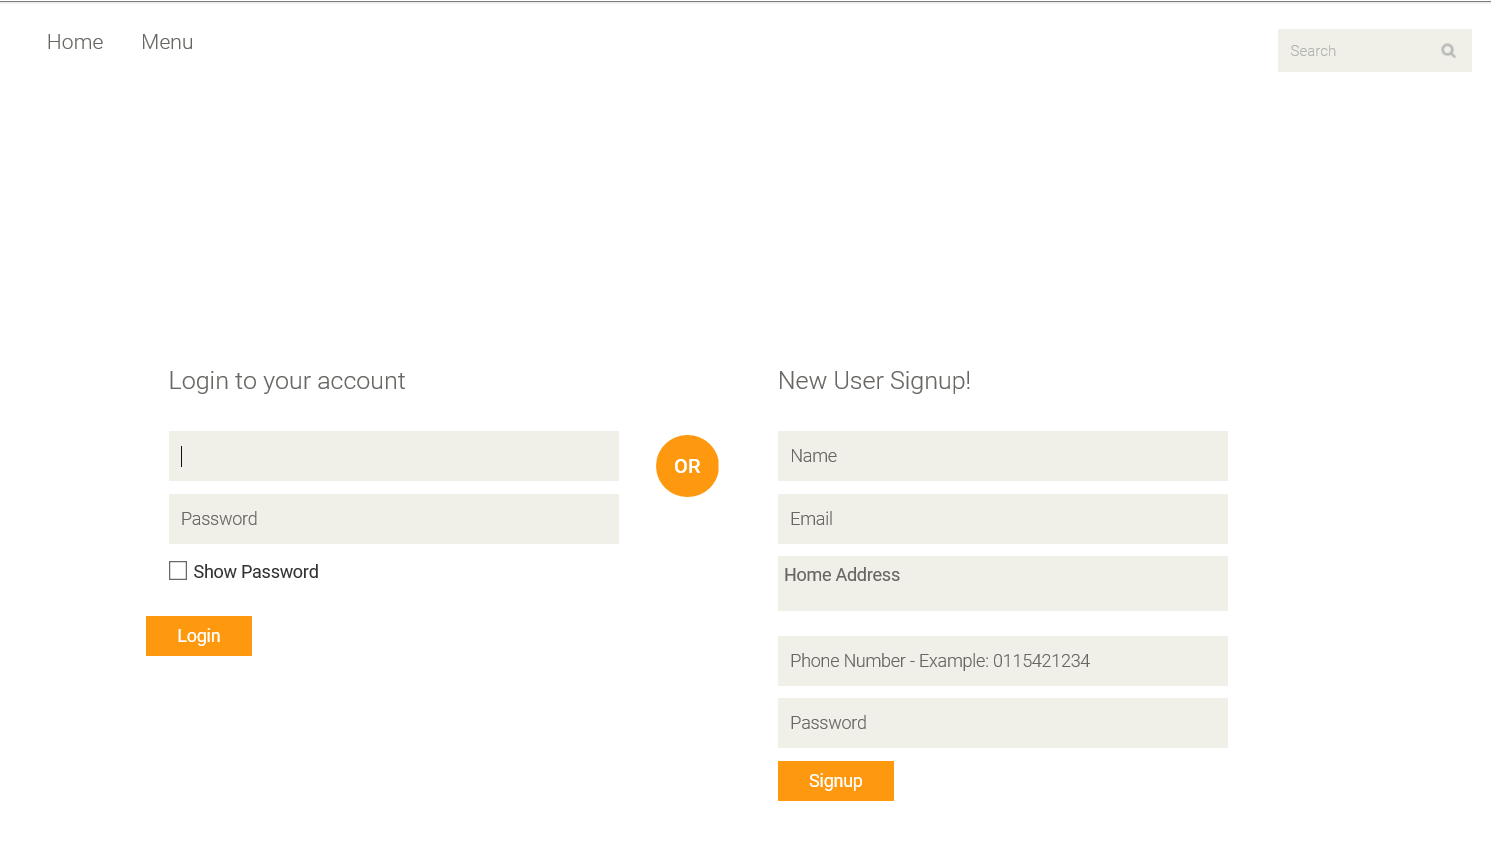 Home Menu
Search
Login to your account
Password
Show Password
Login
OR
New User Signup!
Name
Email
Home Address
Phone Number - Example: 0115421234
Password
Signup